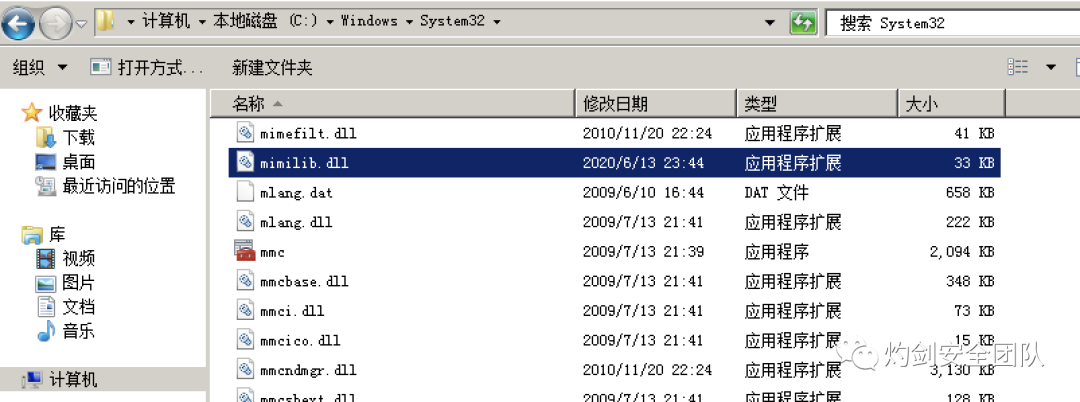 计算机 本地磁盘 (C:) Windows System32 搜索 System32
组织 打开方式... 新建文件夹
收藏夹
下载
桌面
最近访问的位置
库
视频
图片
文档
音乐
计算机
名称 修改日期 类型 大小
mimefilt.dll 2010/11/20 22:24 应用程序扩展 41 KB
mimilib.dll 2020/6/13 23:44 应用程序扩展 33 KB
mlang.dat 2009/6/10 16:44 DAT 文件 658 KB
mlang.dll 2009/7/13 21:41 应用程序扩展 222 KB
mmc 2009/7/13 21:39 应用程序 2,094 KB
mmcbase.dll 2009/7/13 21:41 应用程序扩展 348 KB
mmci.dll 2009/7/13 21:41 应用程序扩展 73 KB
mmcico.dll 2009/7/13 21:41 应用程序扩展 15 KB
mmcndmgr.dll 2010/11/20 22:24 应用程序扩展 3,130 KB
mmcshext.dll 2009/7/13 21:41 应用程序扩展 128 KB
灼剑安全团队